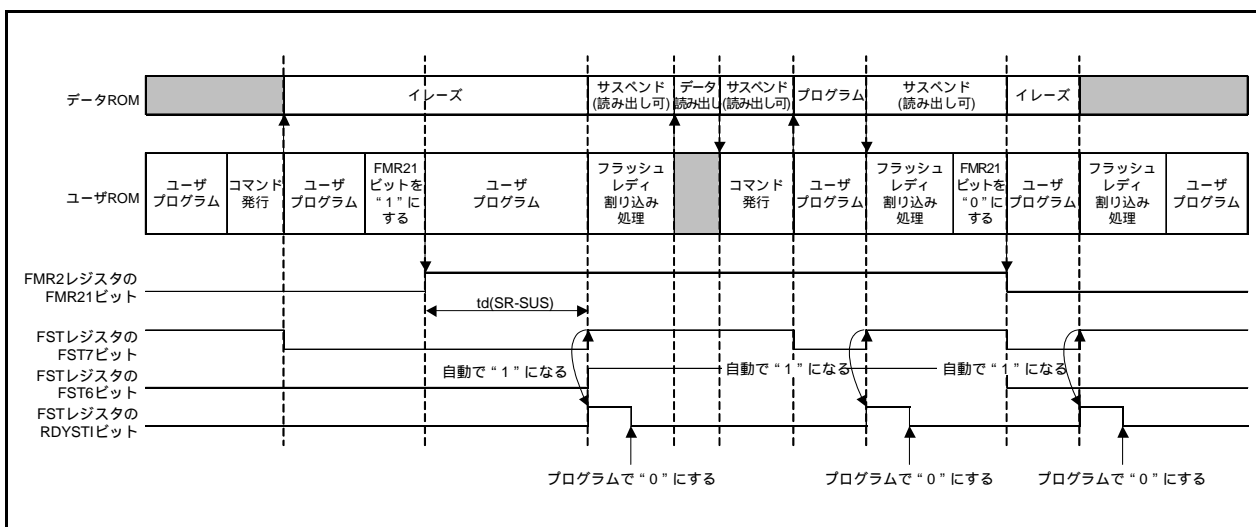 データROM
イレーズ
サスペンド
(読み出し可)
データ
読み出し
サスペンド
(読み出し可)
プログラム
サスペンド
(読み出し可)
イレーズ
ユーザROM
ユーザ
プログラム
コマンド
発行
ユーザ
プログラム
FMR21
ビットを
“1”に
する
ユーザ
プログラム
フラッシュ
レディ
割り込み
処理
コマンド
発行
ユーザ
プログラム
フラッシュ
レディ
割り込み
処理
FMR21
ビットを
“0”に
する
ユーザ
プログラム
フラッシュ
レディ
割り込み
処理
ユーザ
プログラム
FMR2レジスタの
FMR21ビット
td(SR-SUS)
FSTレジスタの
FST7ビット
自動で“1”になる
自動で“1”になる
自動で“1”になる
FSTレジスタの
FST6ビット
FSTレジスタの
RDYSTIビット
プログラムで“0”にする
プログラムで“0”にする
プログラムで“0”にする